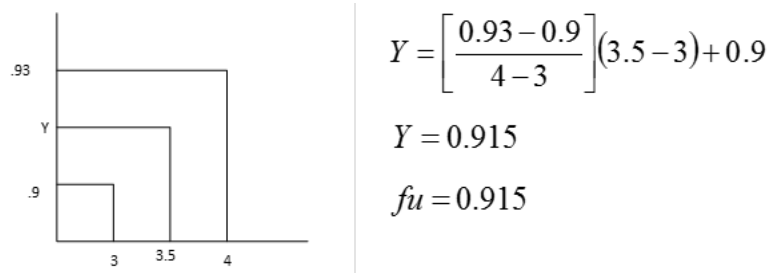 .93
Y
.9
3
3.5
4
Y = [ (0.93 − 0.9) / (4 − 3) ] (3.5 − 3) + 0.9
Y = 0.915
fu = 0.915